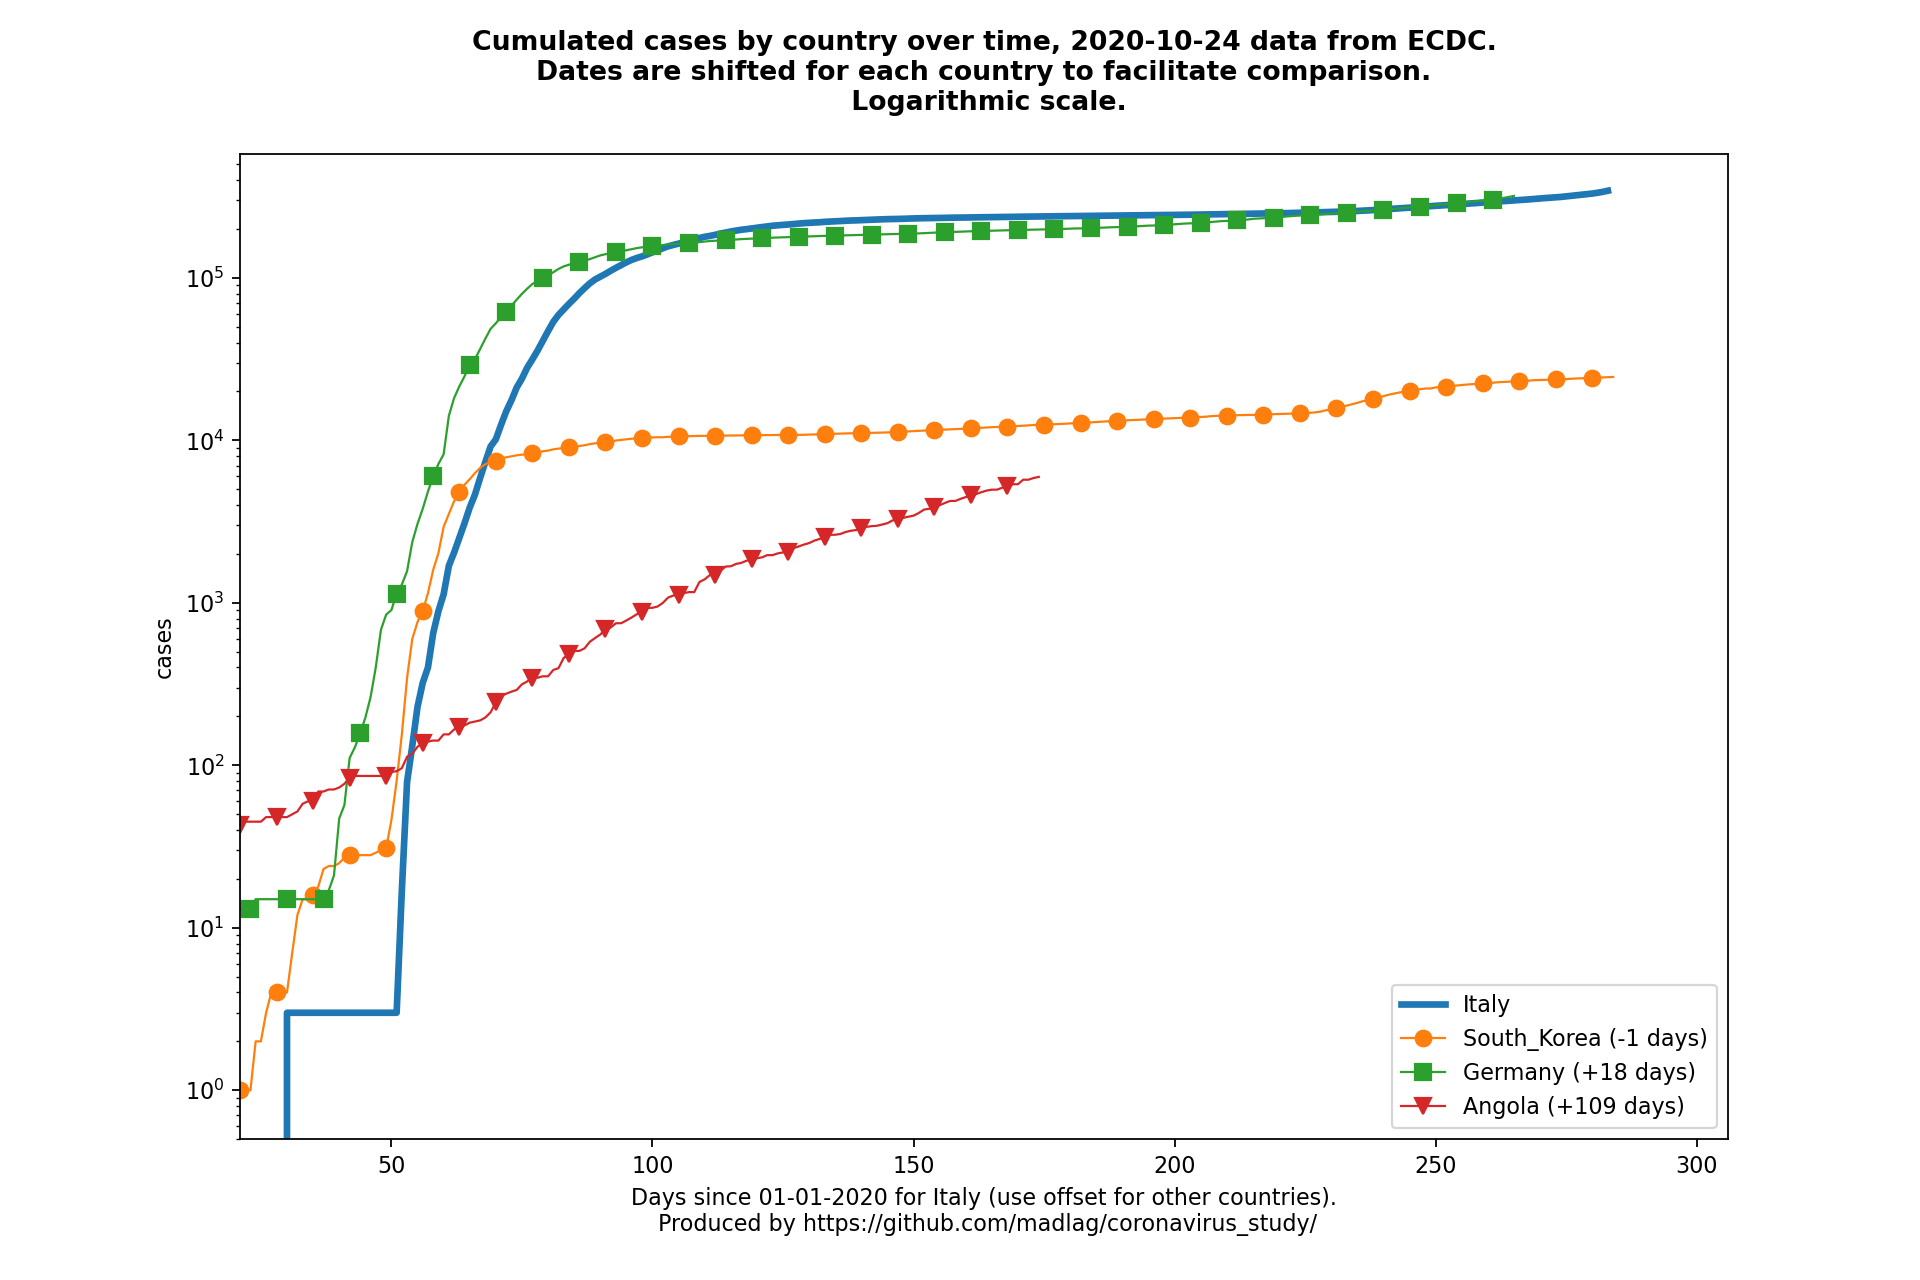 Cumulated cases by country over time, 2020-10-24 data from ECDC.
Dates are shifted for each country to facilitate comparison.
Logarithmic scale.
10^5
10^4
10^3
10^2
10^1
10^0
cases
Italy
South_Korea (-1 days)
Germany (+18 days)
Angola (+109 days)
50 100 150 200 250 300
Days since 01-01-2020 for Italy (use offset for other countries).
Produced by https://github.com/madlag/coronavirus_study/